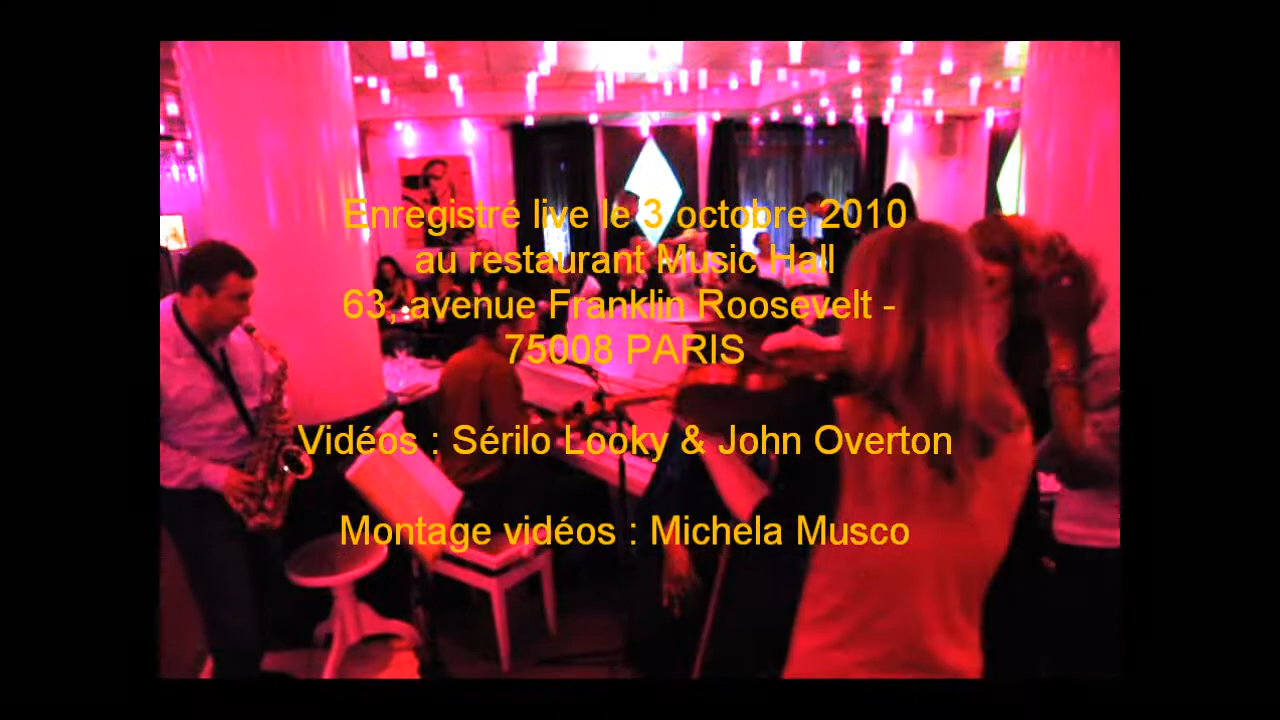 Enregistré live le 3 octobre 2010
au restaurant Music Hall
63, avenue Franklin Roosevelt -
75008 PARIS
Vidéos : Sérilo Looky & John Overton
Montage vidéos : Michela Musco